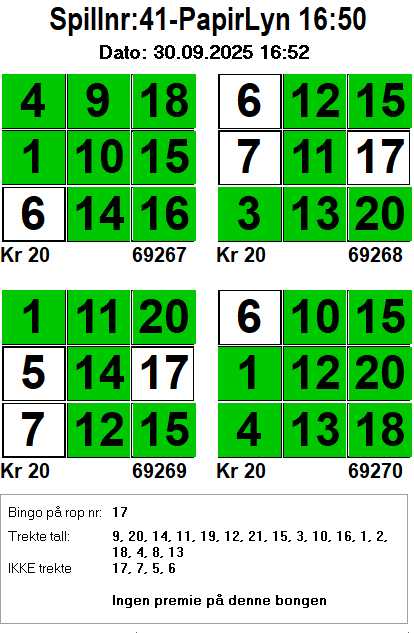 Spillnr:41-PapirLyn 16:50
Dato: 30.09.2025 16:52
4 9 18
1 10 15
6 14 16
Kr 20 69267
6 12 15
7 11 17
3 13 20
Kr 20 69268
1 11 20
5 14 17
7 12 15
Kr 20 69269
6 10 15
1 12 20
4 13 18
Kr 20 69270
Bingo på rop nr: 17
Trekte tall: 9, 20, 14, 11, 19, 12, 21, 15, 3, 10, 16, 1, 2,
18, 4, 8, 13
IKKE trekte 17, 7, 5, 6
Ingen premie på denne bongen